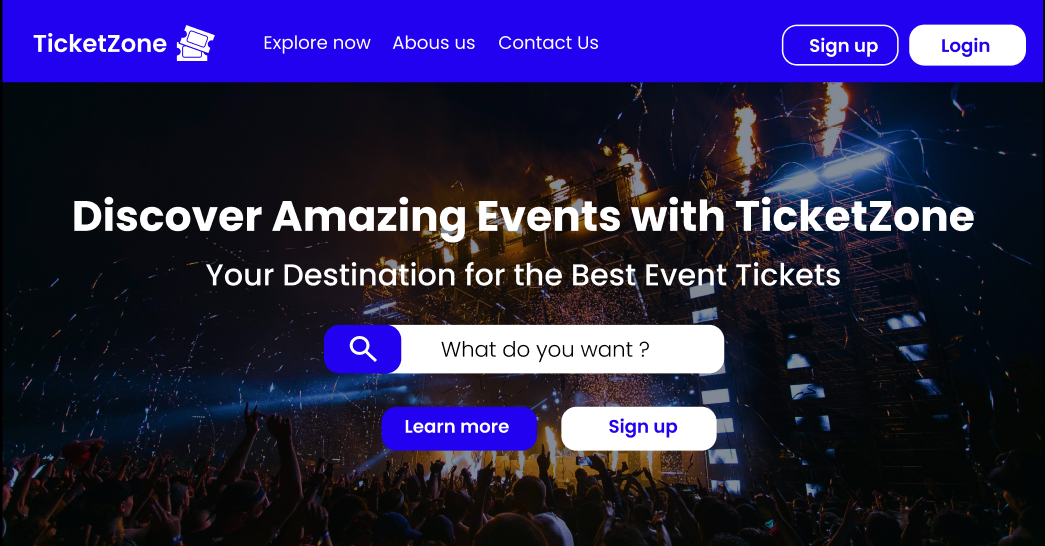 TicketZone
Explore now
Abous us
Contact Us
Sign up
Login
Discover Amazing Events with TicketZone
Your Destination for the Best Event Tickets
What do you want ?
Learn more
Sign up